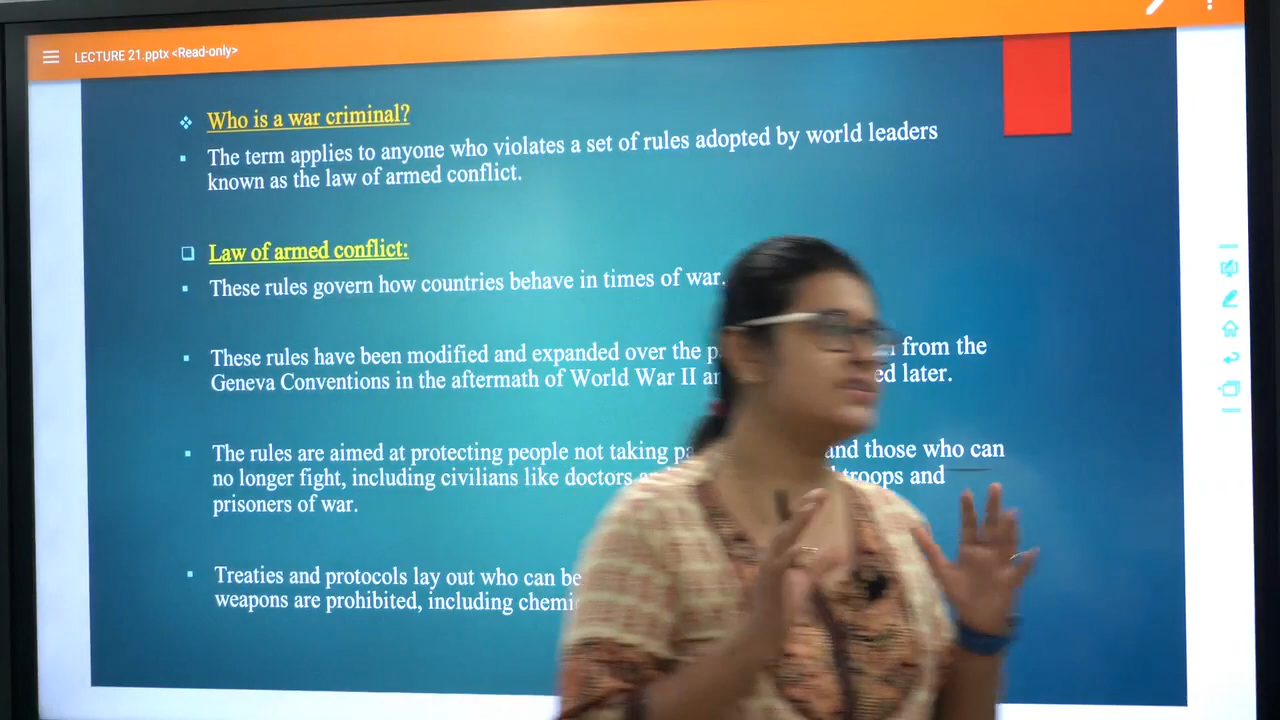 LECTURE 21.pptx <Read-only>
Who is a war criminal?
The term applies to anyone who violates a set of rules adopted by world leaders
known as the law of armed conflict.
Law of armed conflict:
These rules govern how countries behave in times of war.
These rules have been modified and expanded over the from the
Geneva Conventions in the aftermath of World War II later.
The rules are aimed at protecting people not taking and those who can
no longer fight, including civilians like doctors troops and
prisoners of war.
Treaties and protocols lay out who can be
weapons are prohibited, including